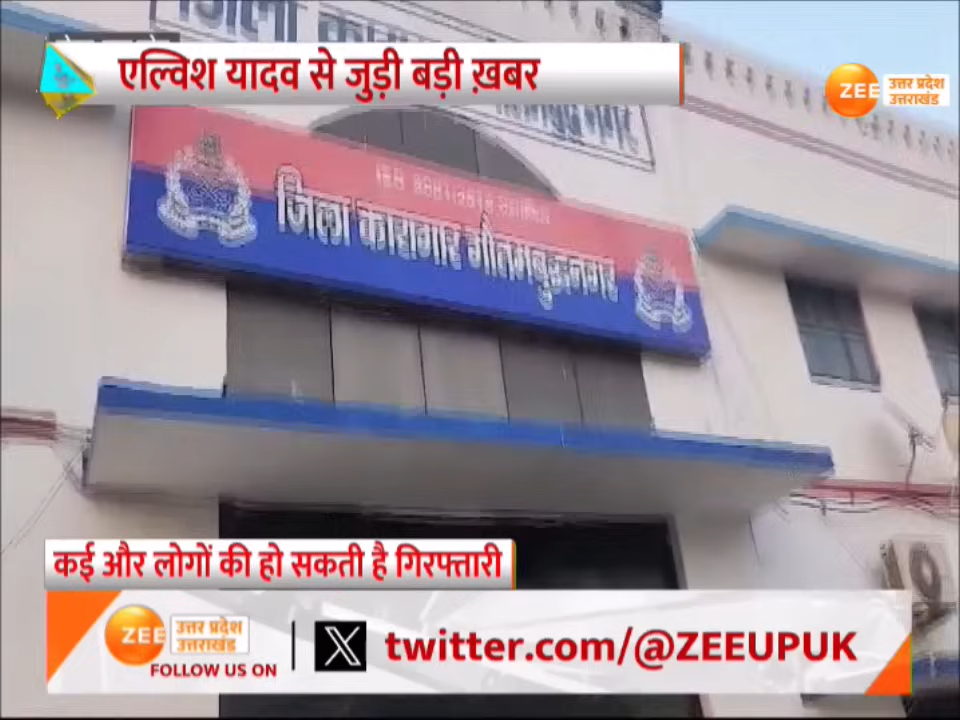 जिला
एल्विश यादव से जुड़ी बड़ी ख़बर
ZEE उत्तर प्रदेश
उत्तराखंड
जिला कारागार गौतमबुद्धनगर
कई और लोगों की हो सकती है गिरफ्तारी
ZEE उत्तर प्रदेश
उत्तराखंड
FOLLOW US ON
X twitter.com/@ZEEUPUK